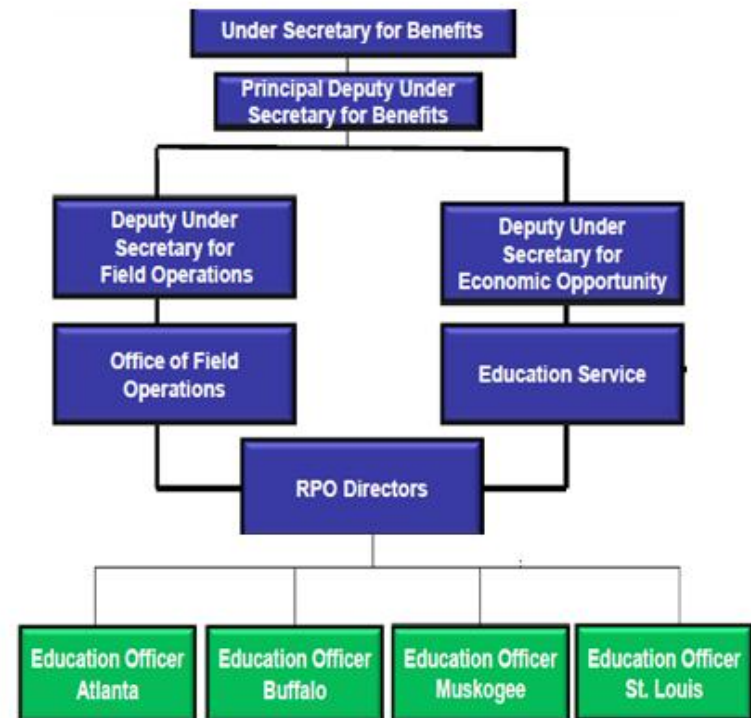 Under Secretary for Benefits
Principal Deputy Under
Secretary for Benefits
Deputy Under
Secretary for
Field Operations
Deputy Under
Secretary for
Economic Opportunity
Office of Field
Operations
Education Service
RPO Directors
Education Officer
Atlanta
Education Officer
Buffalo
Education Officer
Muskogee
Education Officer
St. Louis